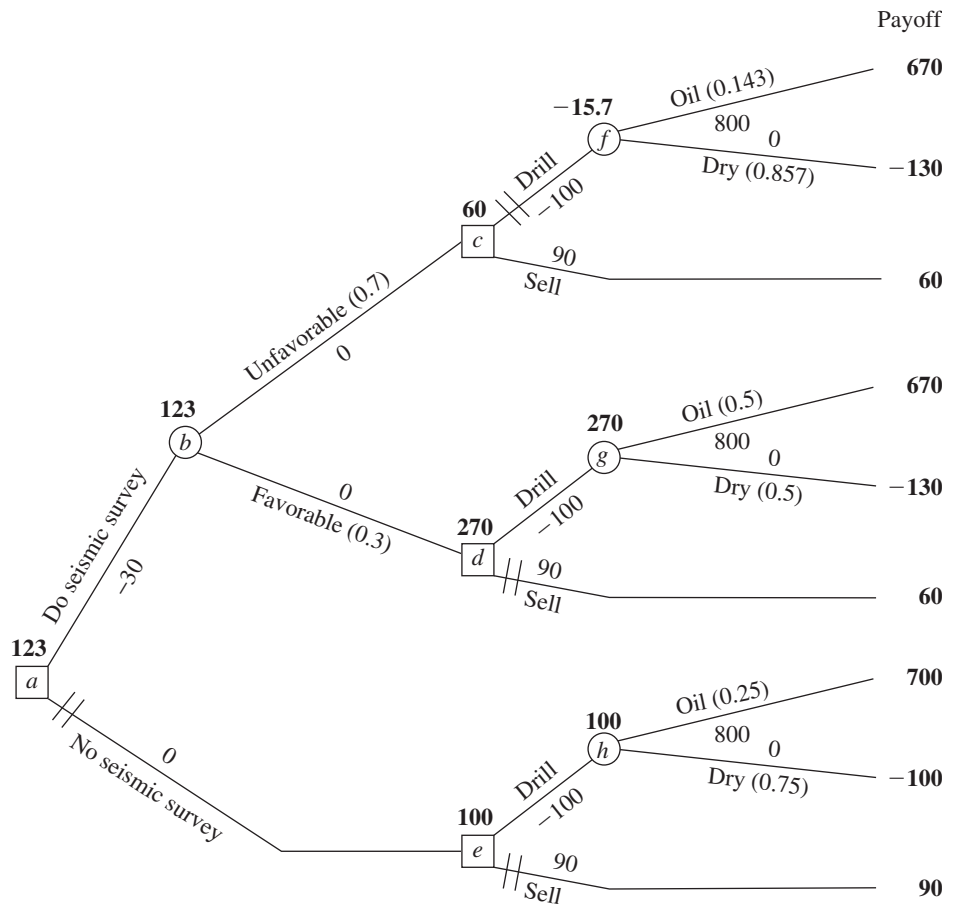 Payoff
670
Oil (0.143)
−15.7
800
0
f
Dry (0.857)
−130
Drill
−100
60
c
90
Sell
60
Unfavorable (0.7)
0
670
Oil (0.5)
270
800
0
g
Dry (0.5)
−130
123
b
0
Favorable (0.3)
Drill
−100
270
d
90
Sell
60
Do seismic survey
−30
123
a
0
No seismic survey
700
Oil (0.25)
100
800
0
h
Dry (0.75)
−100
Drill
−100
100
e
90
Sell
90